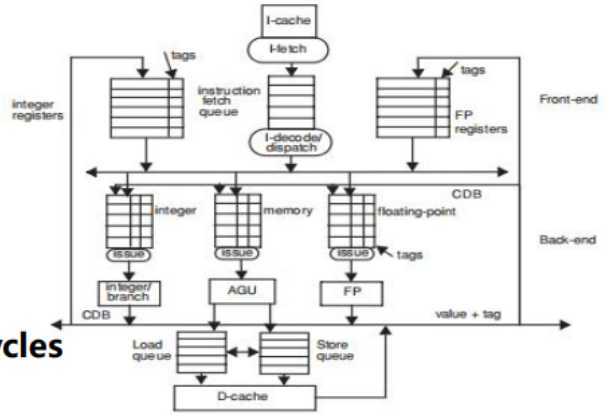 I-cache
I-fetch
tags
tags
integer
registers
instruction
fetch
queue
FP
registers
Front-end
I-decode/
dispatch
CDB
integer
memory
floating-point
Back-end
issue
issue
issue
tags
integer/
branch
AGU
FP
CDB
value + tag
ycles
Load
queue
Store
queue
D-cache